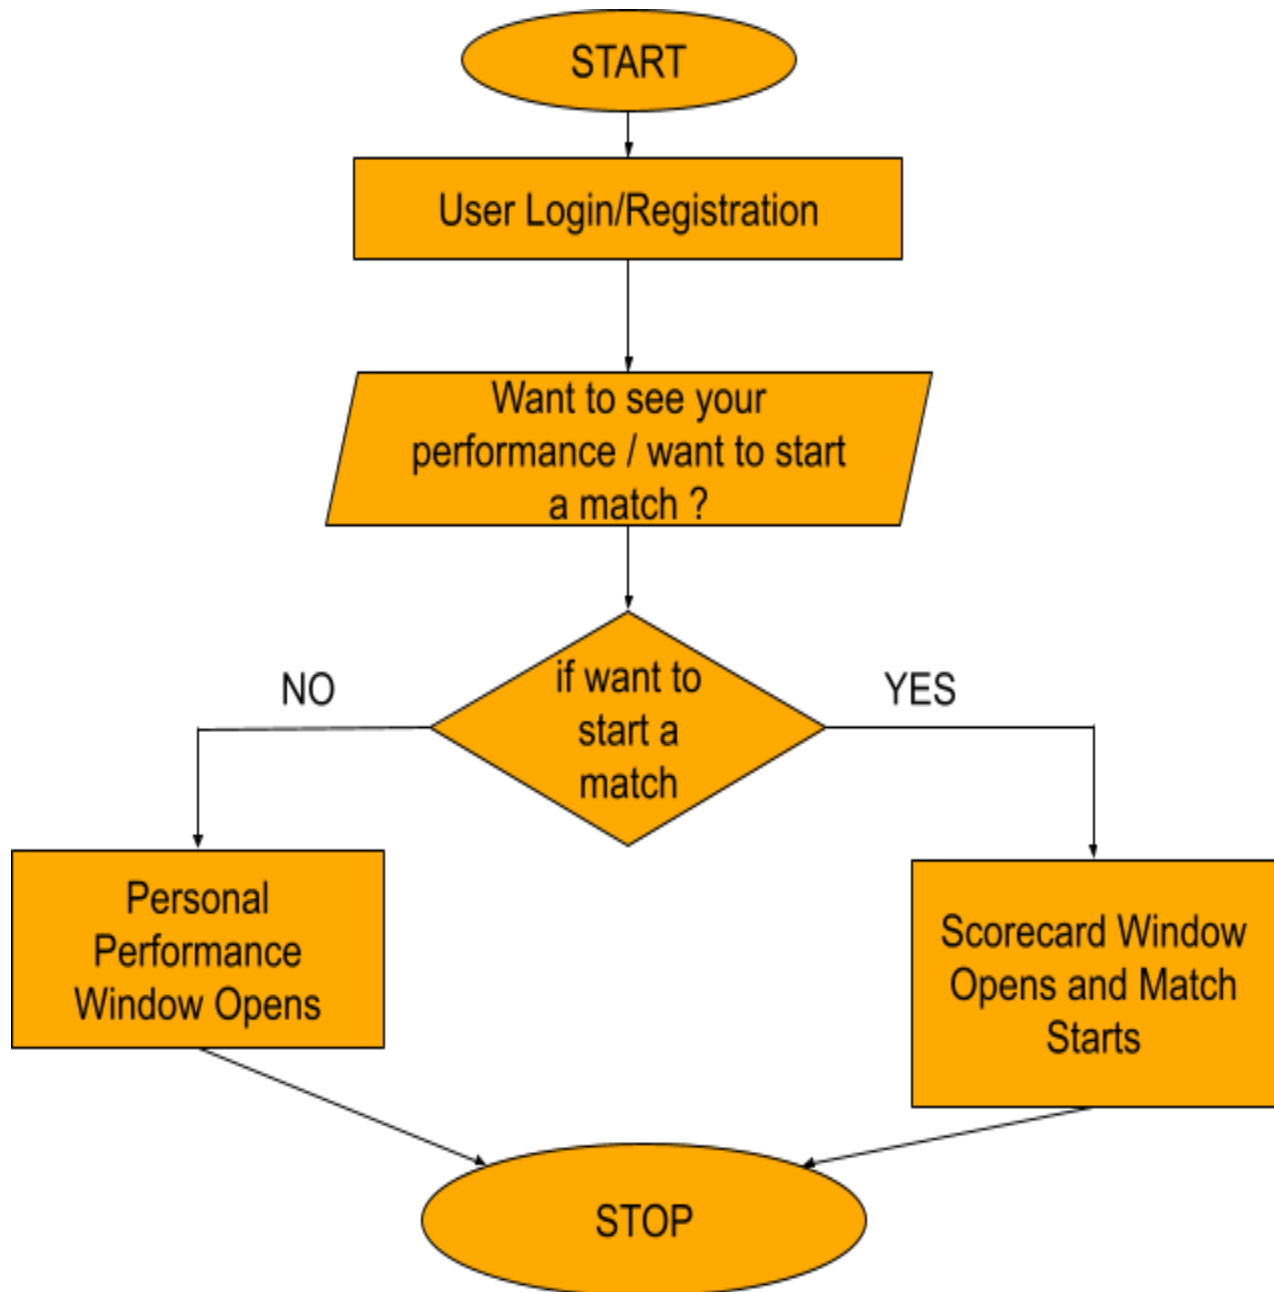 START
User Login/Registration
Want to see your
performance / want to start
a match ?
if want to
start a
match
NO
YES
Personal
Performance
Window Opens
Scorecard Window
Opens and Match
Starts
STOP